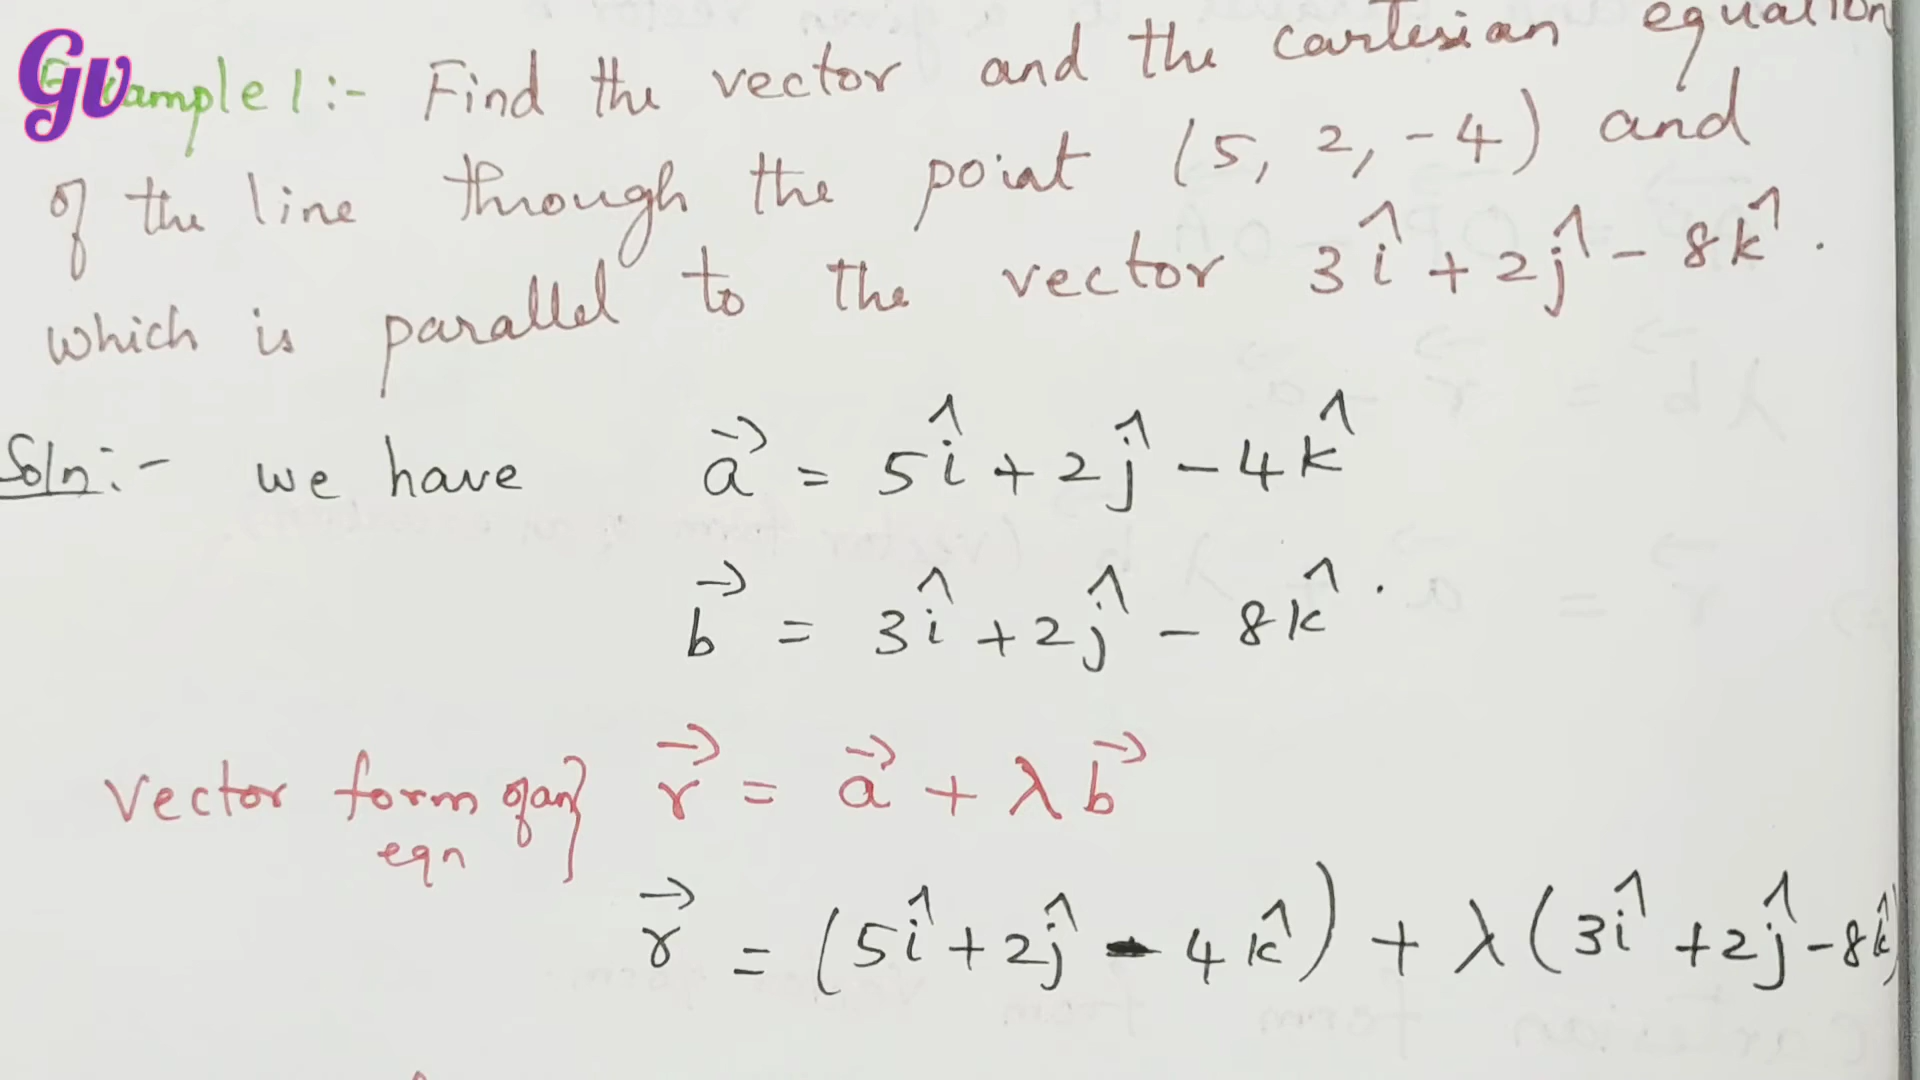 GV
Example 1:- Find the vector and the cartesian equation
of the line through the point (5, 2, -4) and
which is parallel to the vector 3î + 2ĵ - 8k̂.
Soln:- we have a⃗ = 5î + 2ĵ - 4k̂
b⃗ = 3î + 2ĵ - 8k̂.
Vector form of an eqn} r⃗ = a⃗ + λb⃗
r⃗ = (5î + 2ĵ - 4k̂) + λ(3î + 2ĵ - 8k̂)